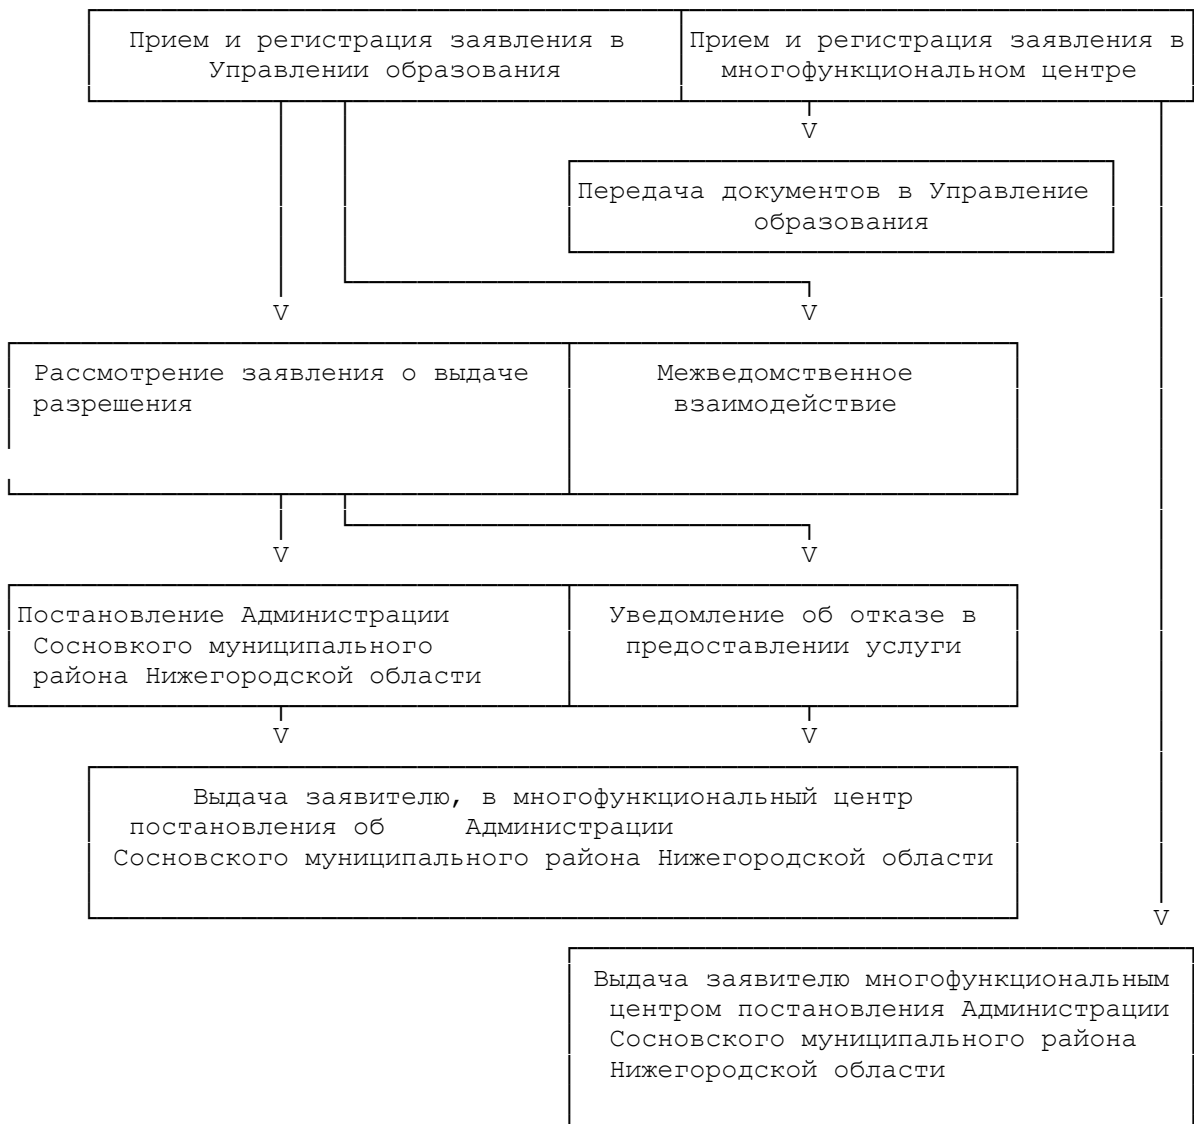 Прием и регистрация заявления в
Управлении образования
Прием и регистрация заявления в
многофункциональном центре
V
Передача документов в Управление
образования
V
V
Рассмотрение заявления о выдаче
разрешения
Межведомственное
взаимодействие
V
V
Постановление Администрации
Сосновкого муниципального
района Нижегородской области
Уведомление об отказе в
предоставлении услуги
V
V
Выдача заявителю, в многофункциональный центр
постановления об Администрации
Сосновского муниципального района Нижегородской области
V
Выдача заявителю многофункциональным
центром постановления Администрации
Сосновского муниципального района
Нижегородской области